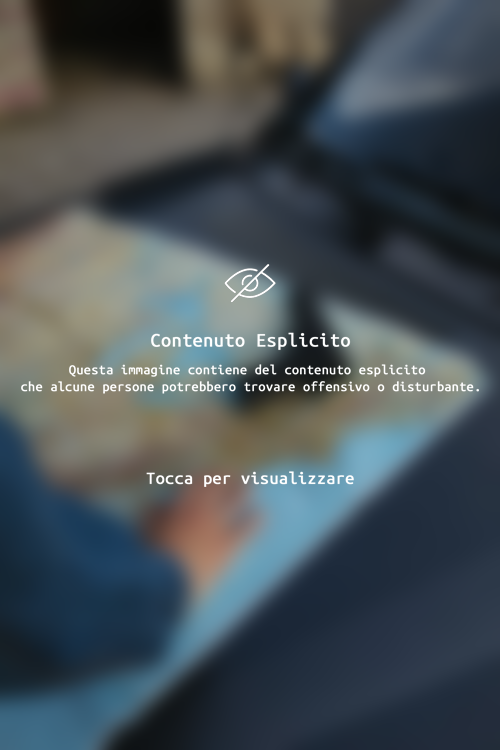 Contenuto Esplicito
Questa immagine contiene del contenuto esplicito
che alcune persone potrebbero trovare offensivo o disturbante.
Tocca per visualizzare